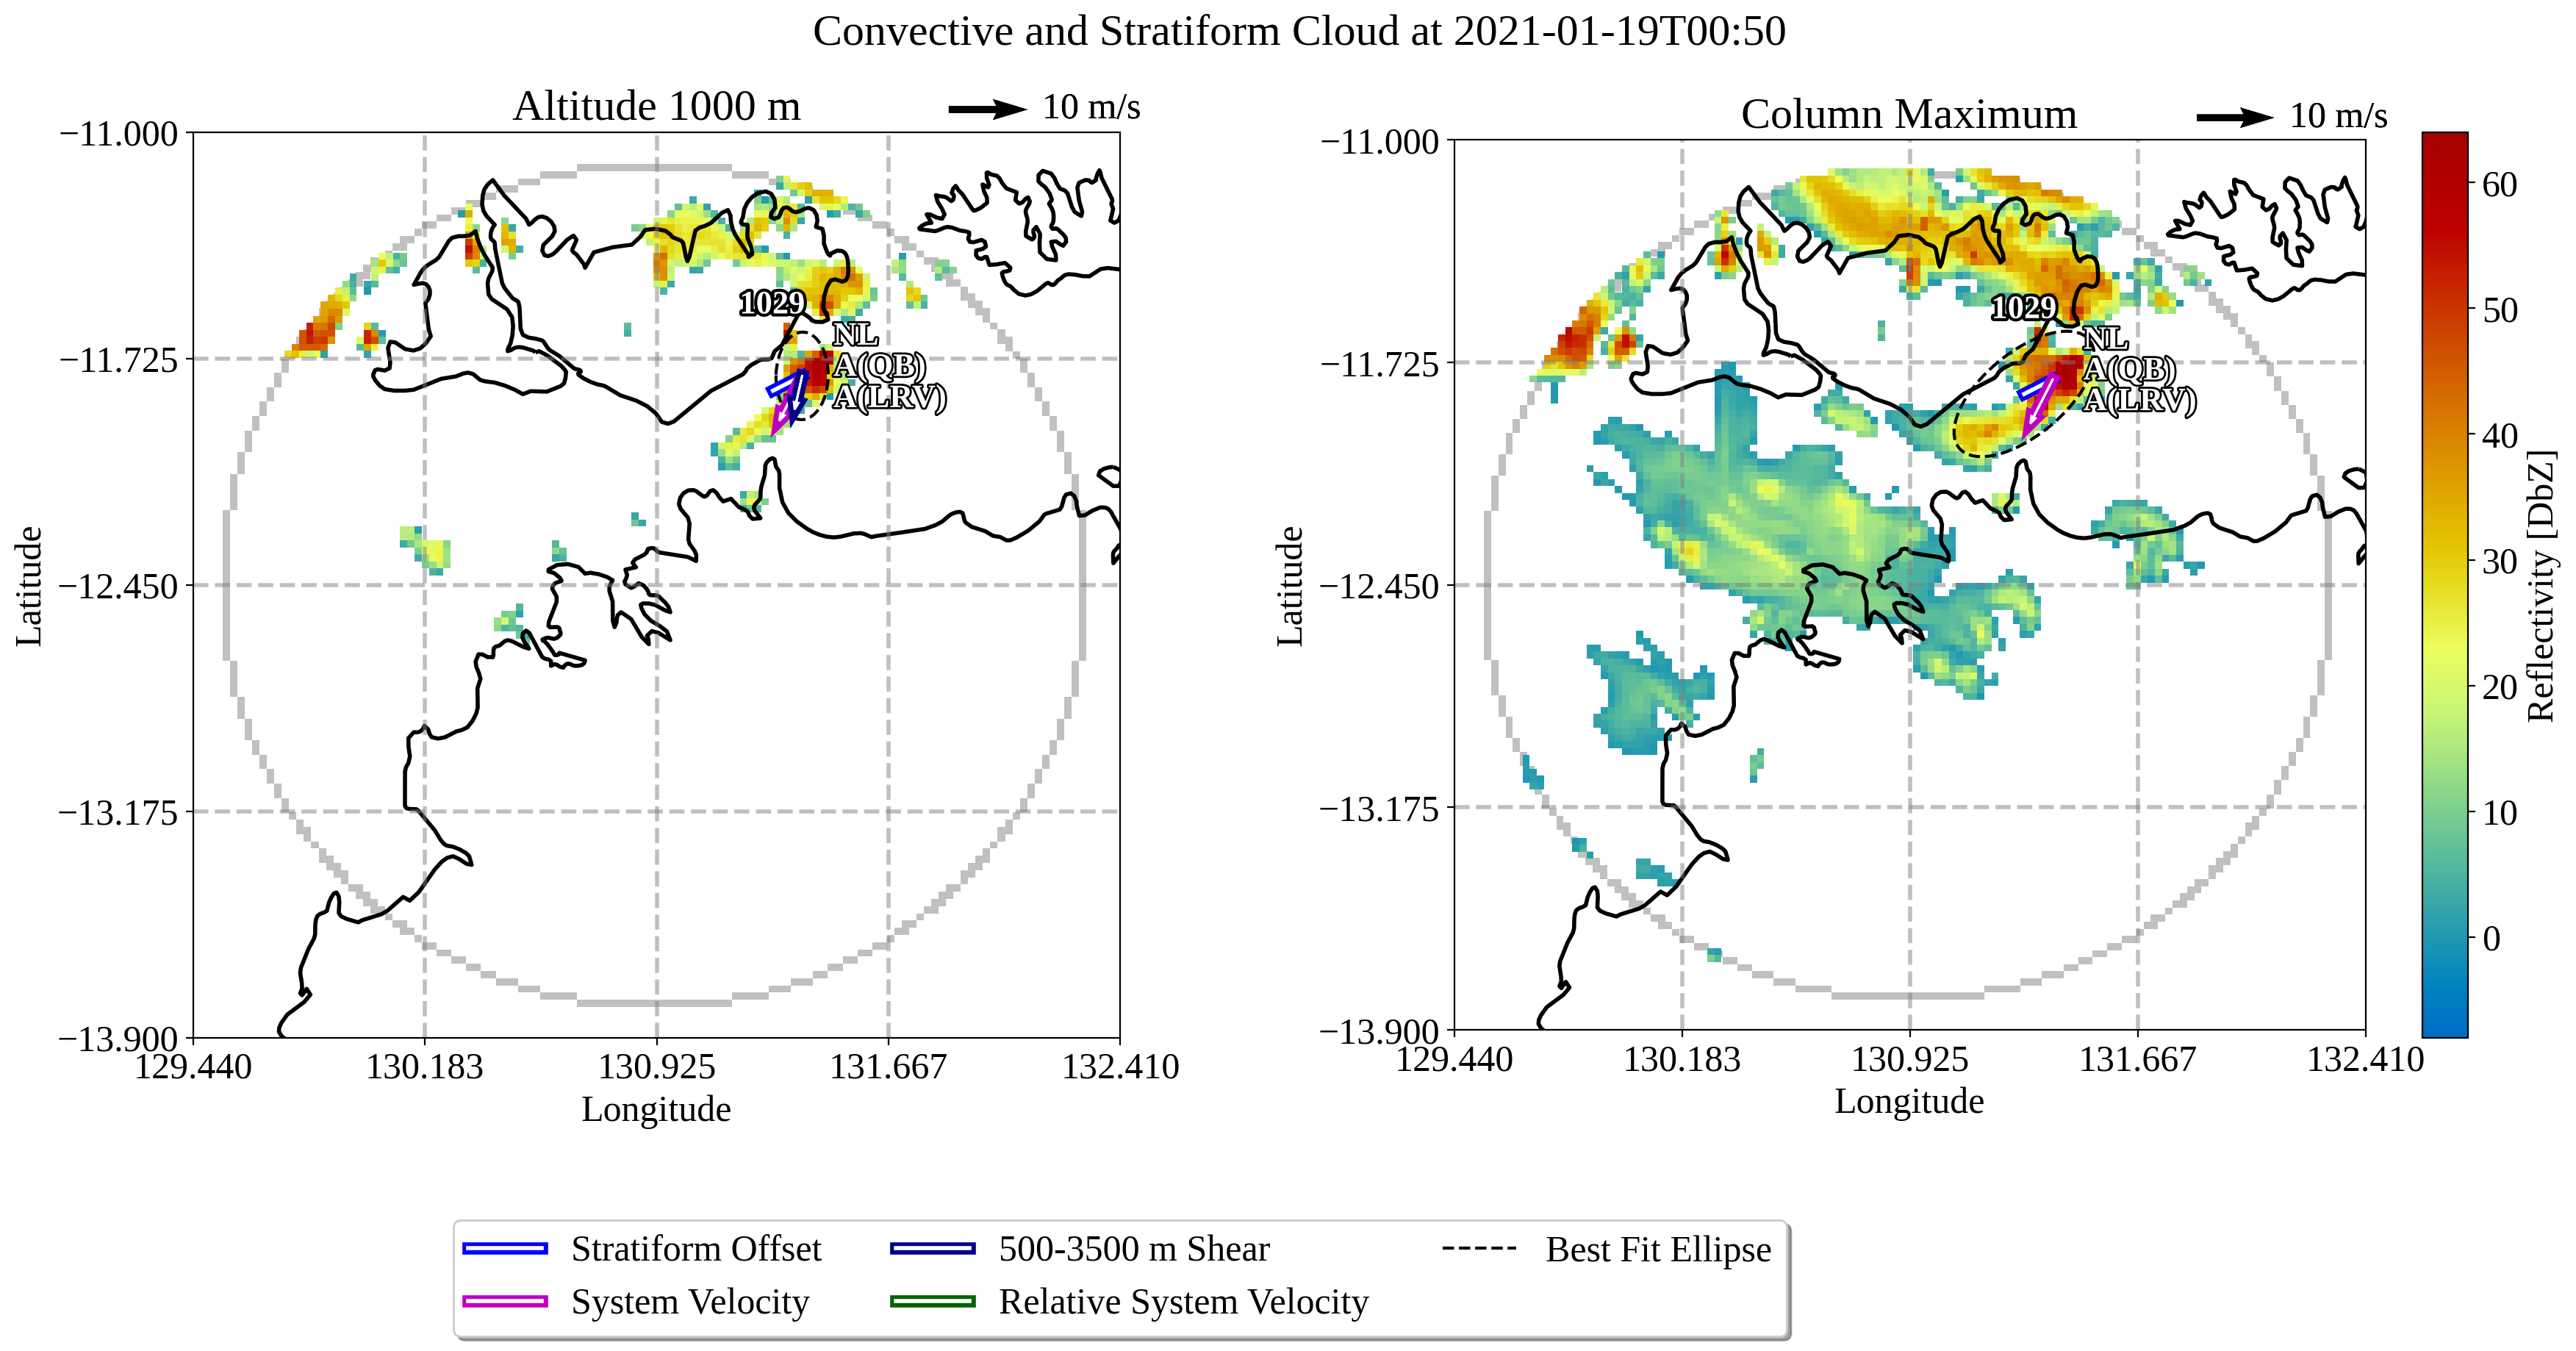 Convective and Stratiform Cloud at 2021-01-19T00:50
Altitude 1000 m
10 m/s
−11.000
−11.725
−12.450
−13.175
−13.900
Latitude
1029
NL
A(QB)
A(LRV)
129.440
130.183
130.925
131.667
132.410
Longitude
Column Maximum
10 m/s
−11.000
−11.725
−12.450
−13.175
−13.900
Latitude
1029
NL
A(QB)
A(LRV)
129.440
130.183
130.925
131.667
132.410
Longitude
60
50
40
30
20
10
0
Reflectivity [DbZ]
Stratiform Offset
System Velocity
500-3500 m Shear
Relative System Velocity
Best Fit Ellipse